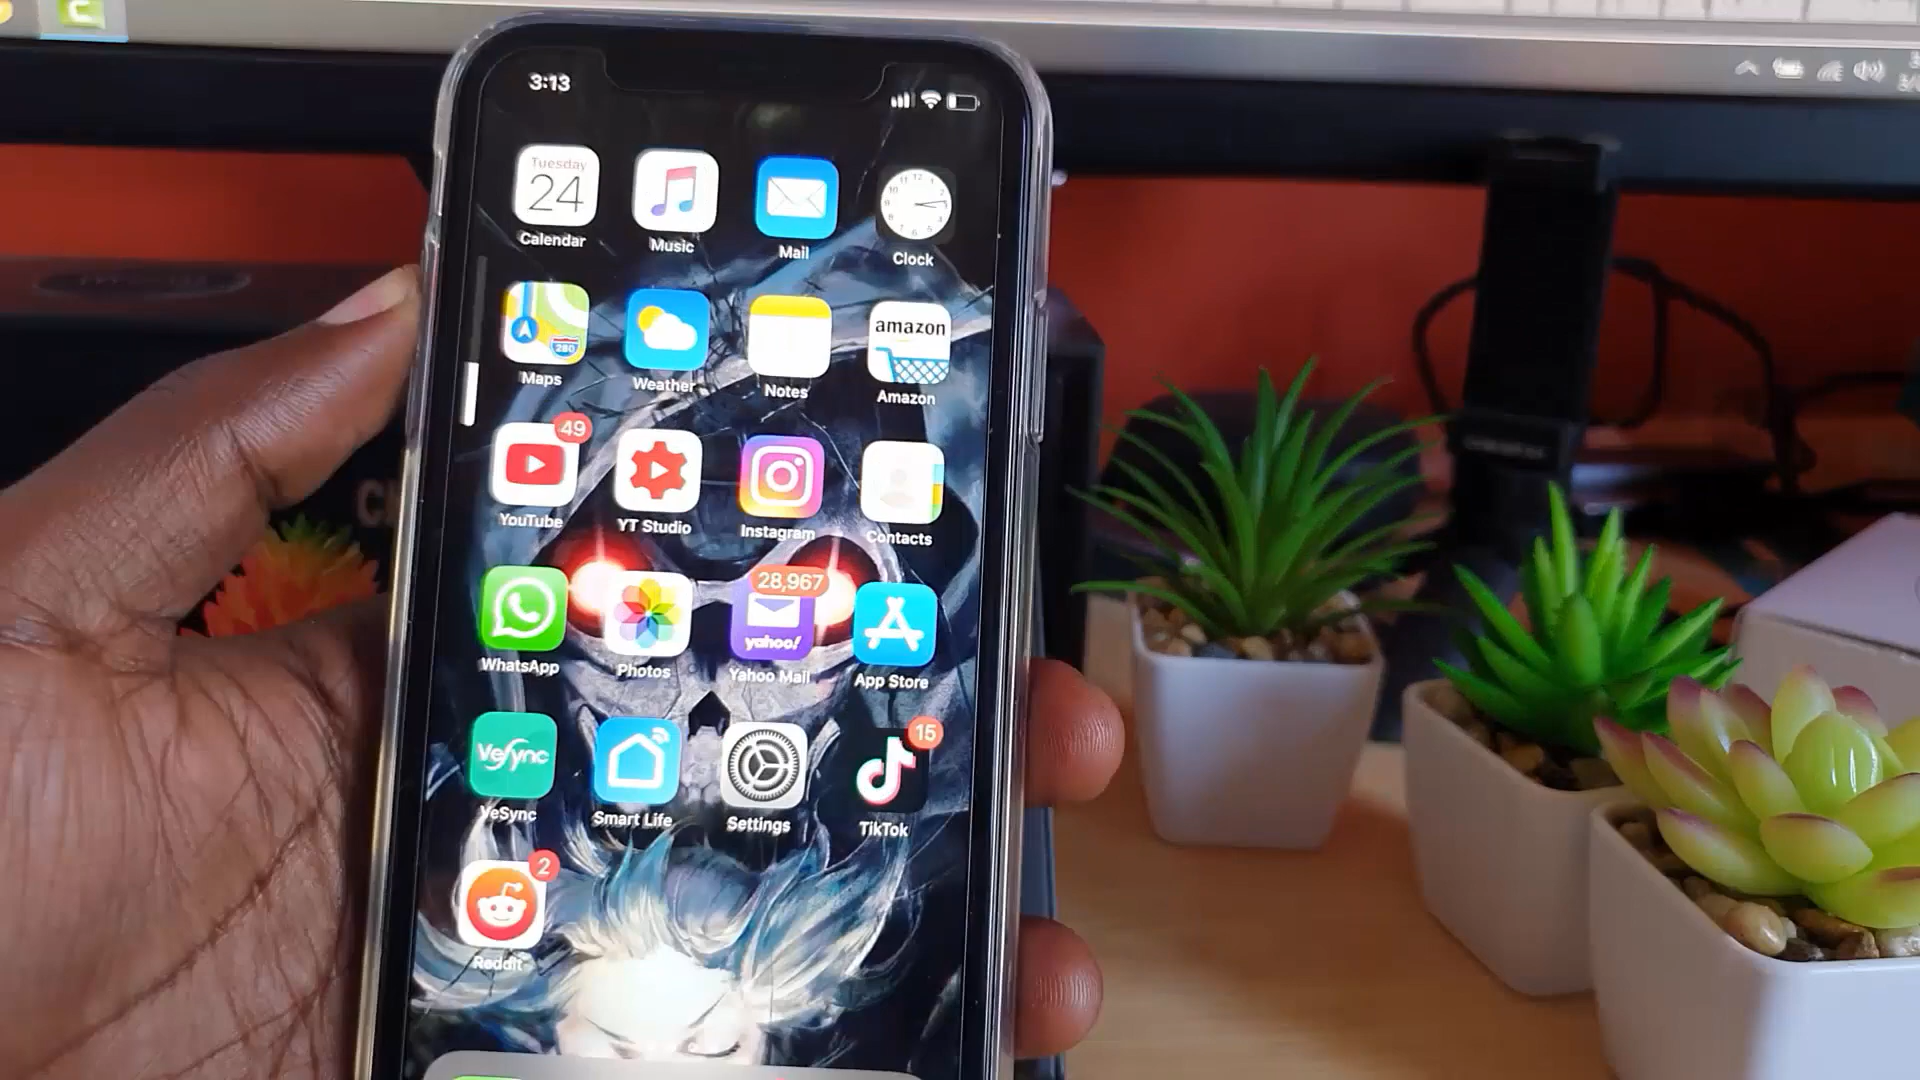 3:13
Tuesday
24
Calendar
Music
Mail
Clock
280
Maps
Weather
Notes
amazon
Amazon
49
YouTube
YT Studio
Instagram
Contacts
WhatsApp
Photos
28,967
yahoo!
Yahoo Mail
App Store
VeSync
VeSync
Smart Life
Settings
15
TikTok
2
Reddit